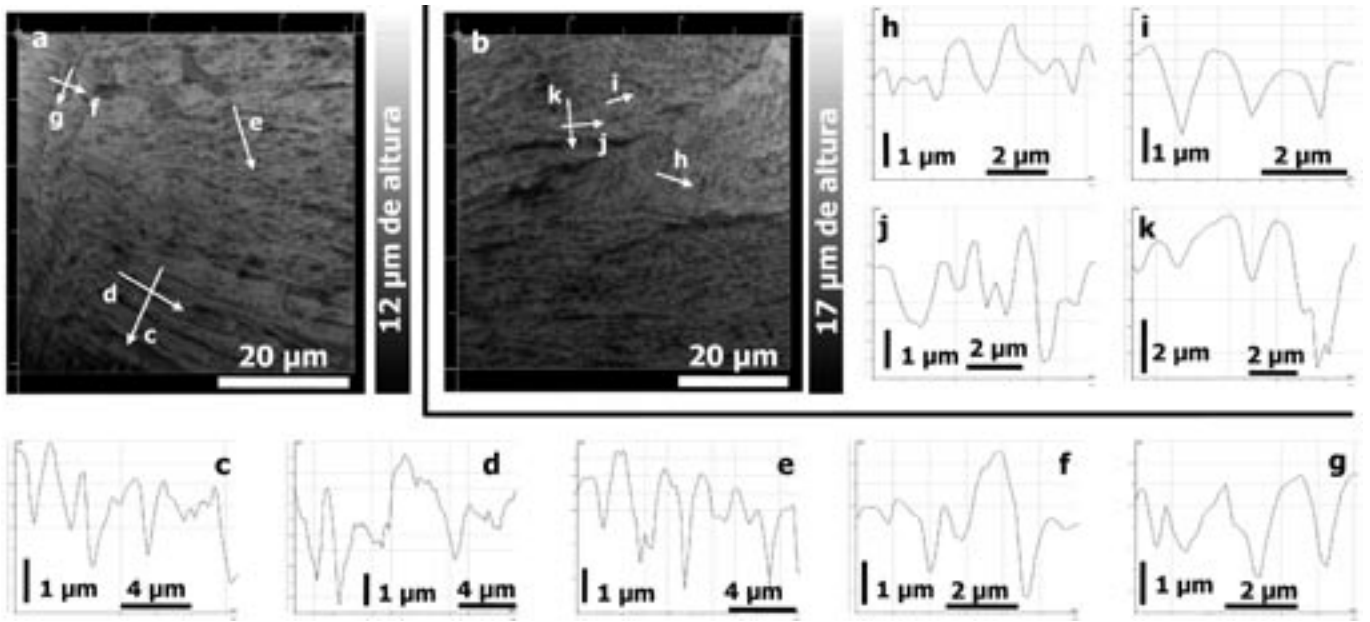 a
g
f
e
d
c
20 µm
12 µm de altura
b
k
i
j
h
20 µm
17 µm de altura
h
1 µm
2 µm
i
1 µm
2 µm
j
1 µm
2 µm
k
2 µm
2 µm
c
1 µm
4 µm
d
1 µm
4 µm
e
1 µm
4 µm
f
1 µm
2 µm
g
1 µm
2 µm